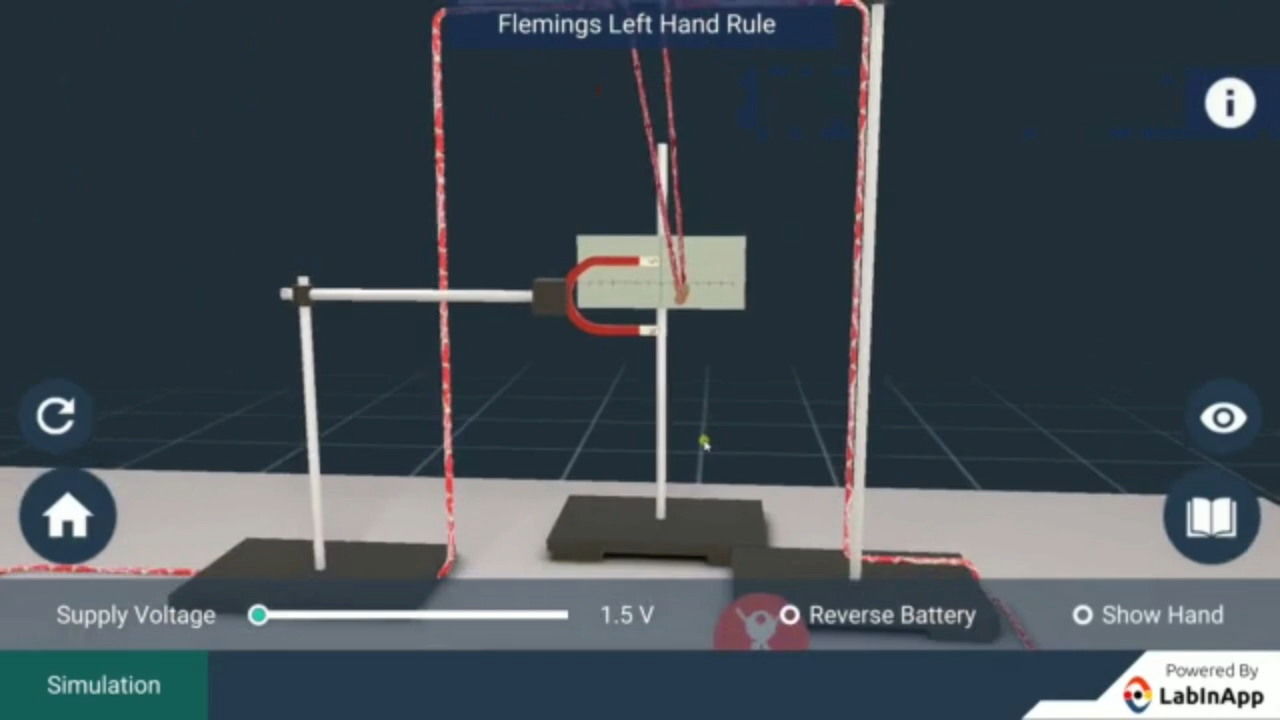 Flemings Left Hand Rule
Supply Voltage 1.5 V Reverse Battery Show Hand
Simulation
Powered By
LabInApp